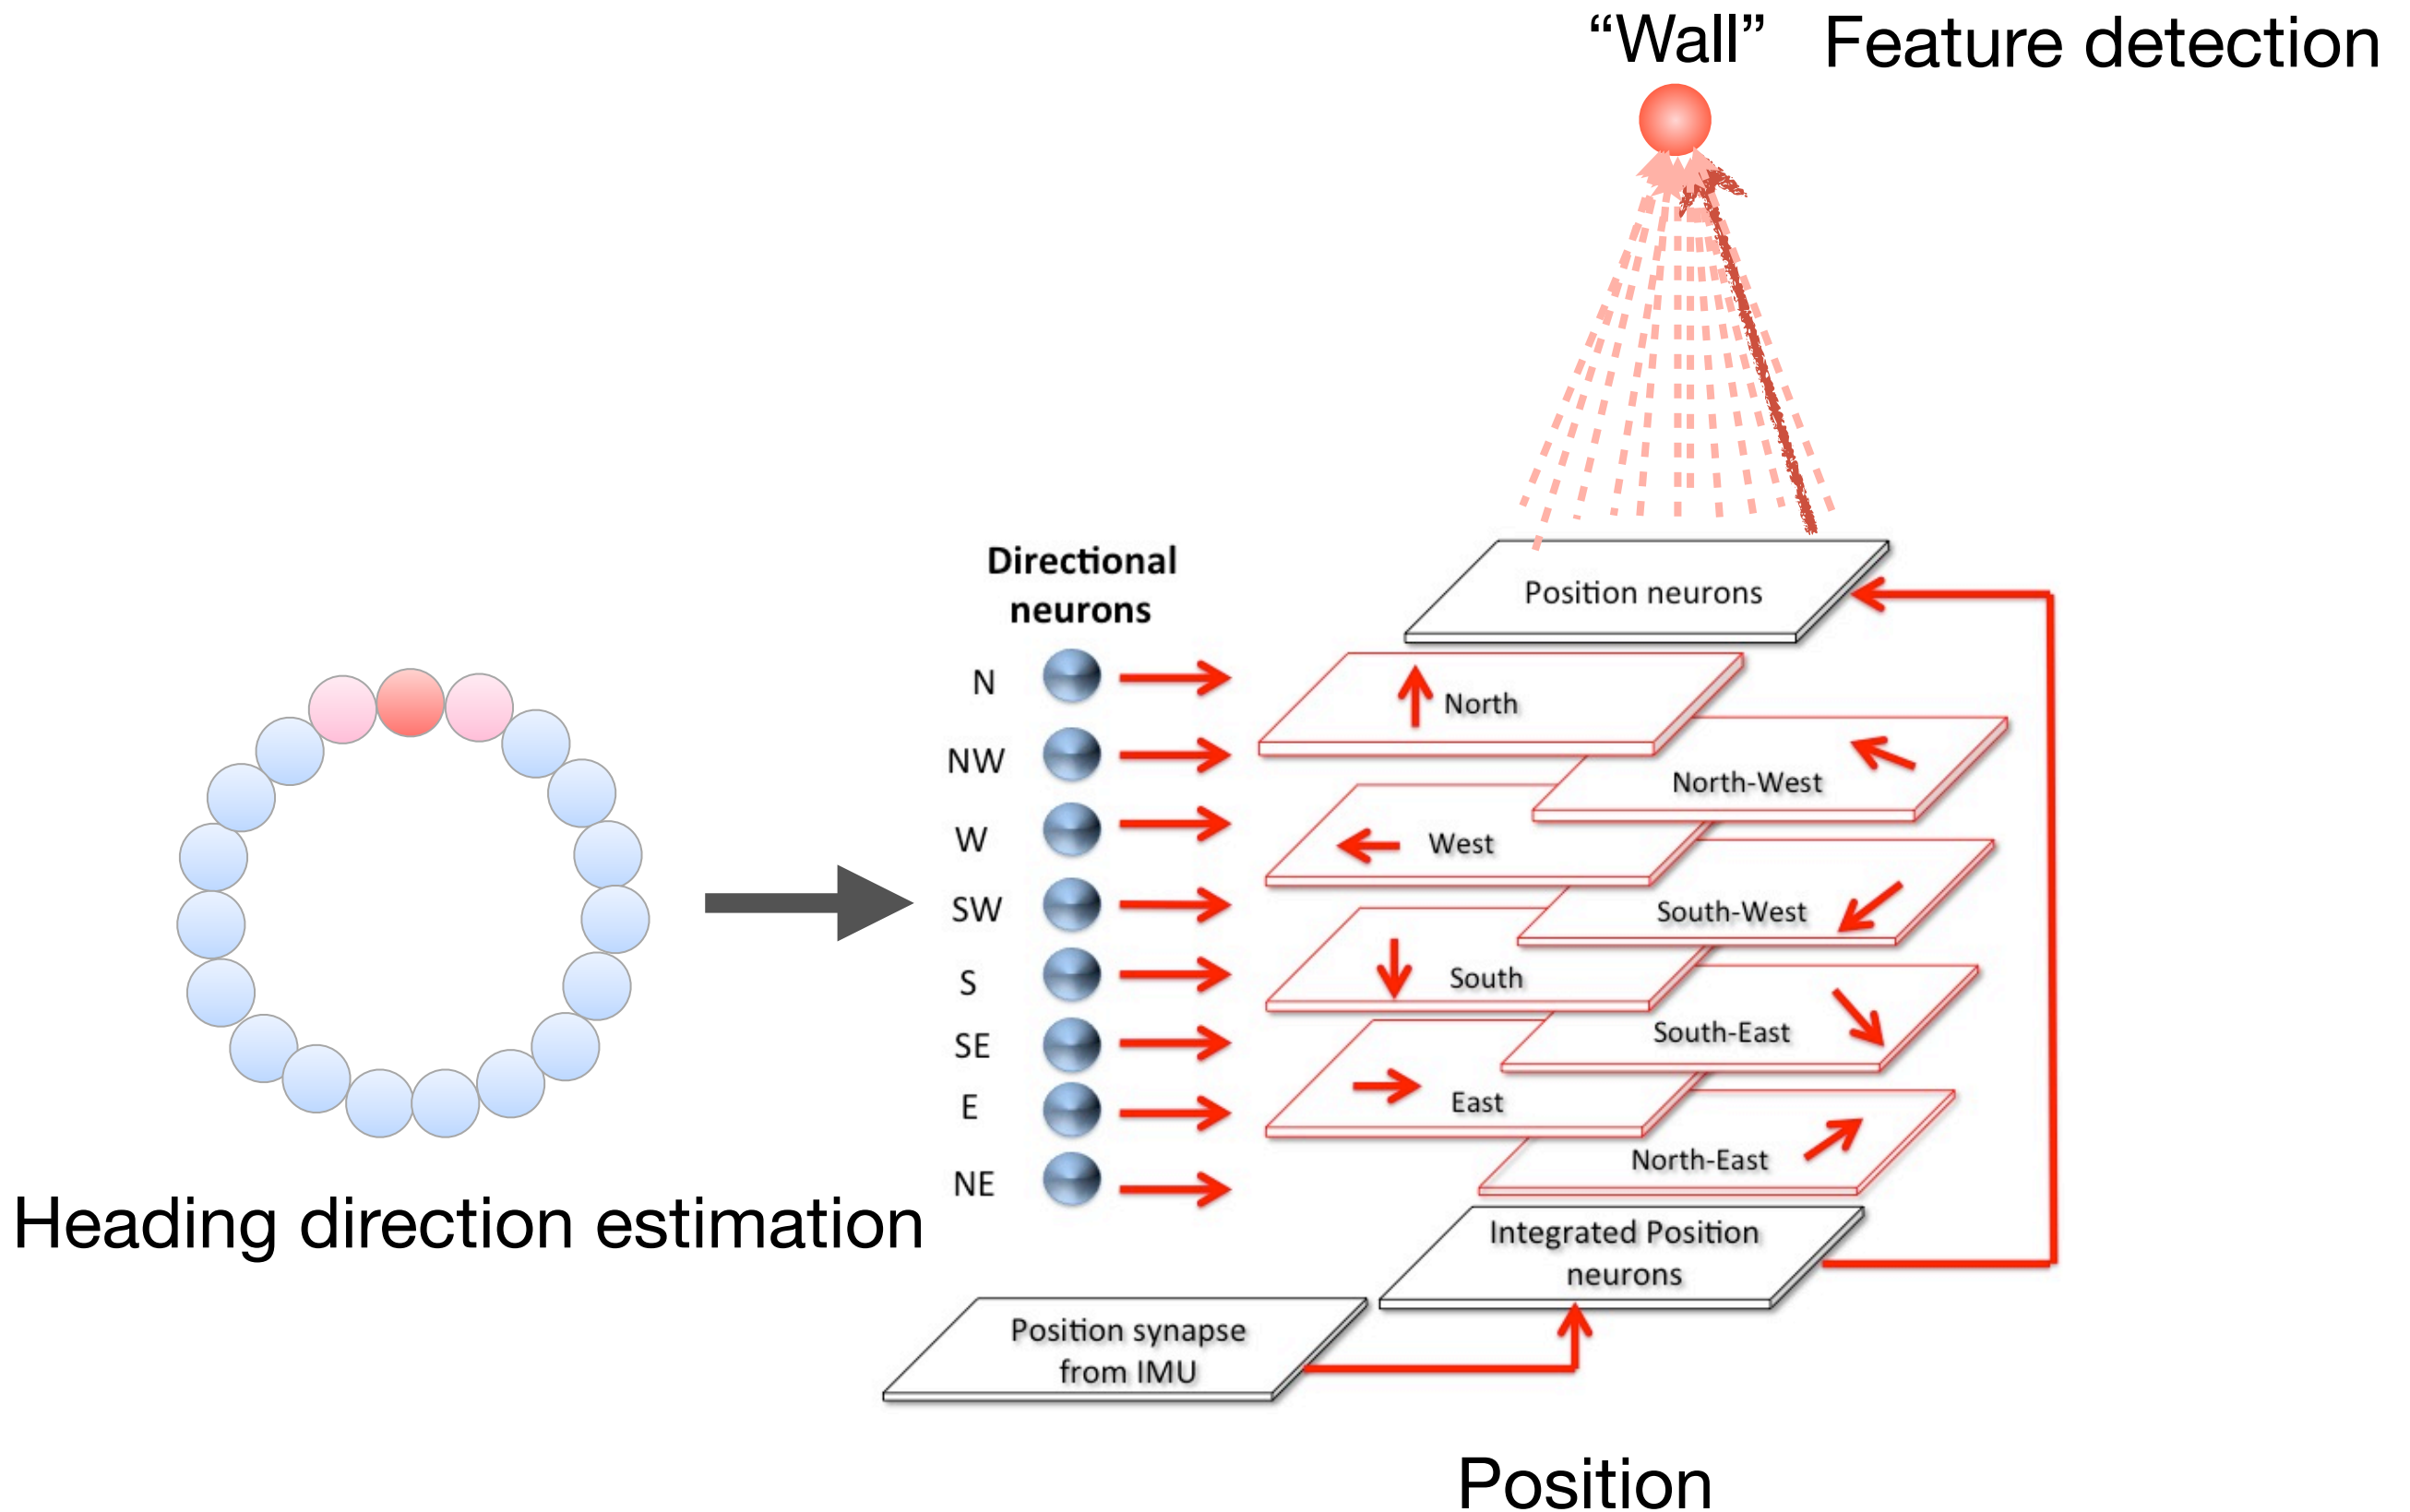 “Wall”
Feature detection
Directional
neurons
N
NW
W
SW
S
SE
E
NE
Position neurons
North
North-West
West
South-West
South
South-East
East
North-East
Integrated Position
neurons
Position synapse
from IMU
Heading direction estimation
Position